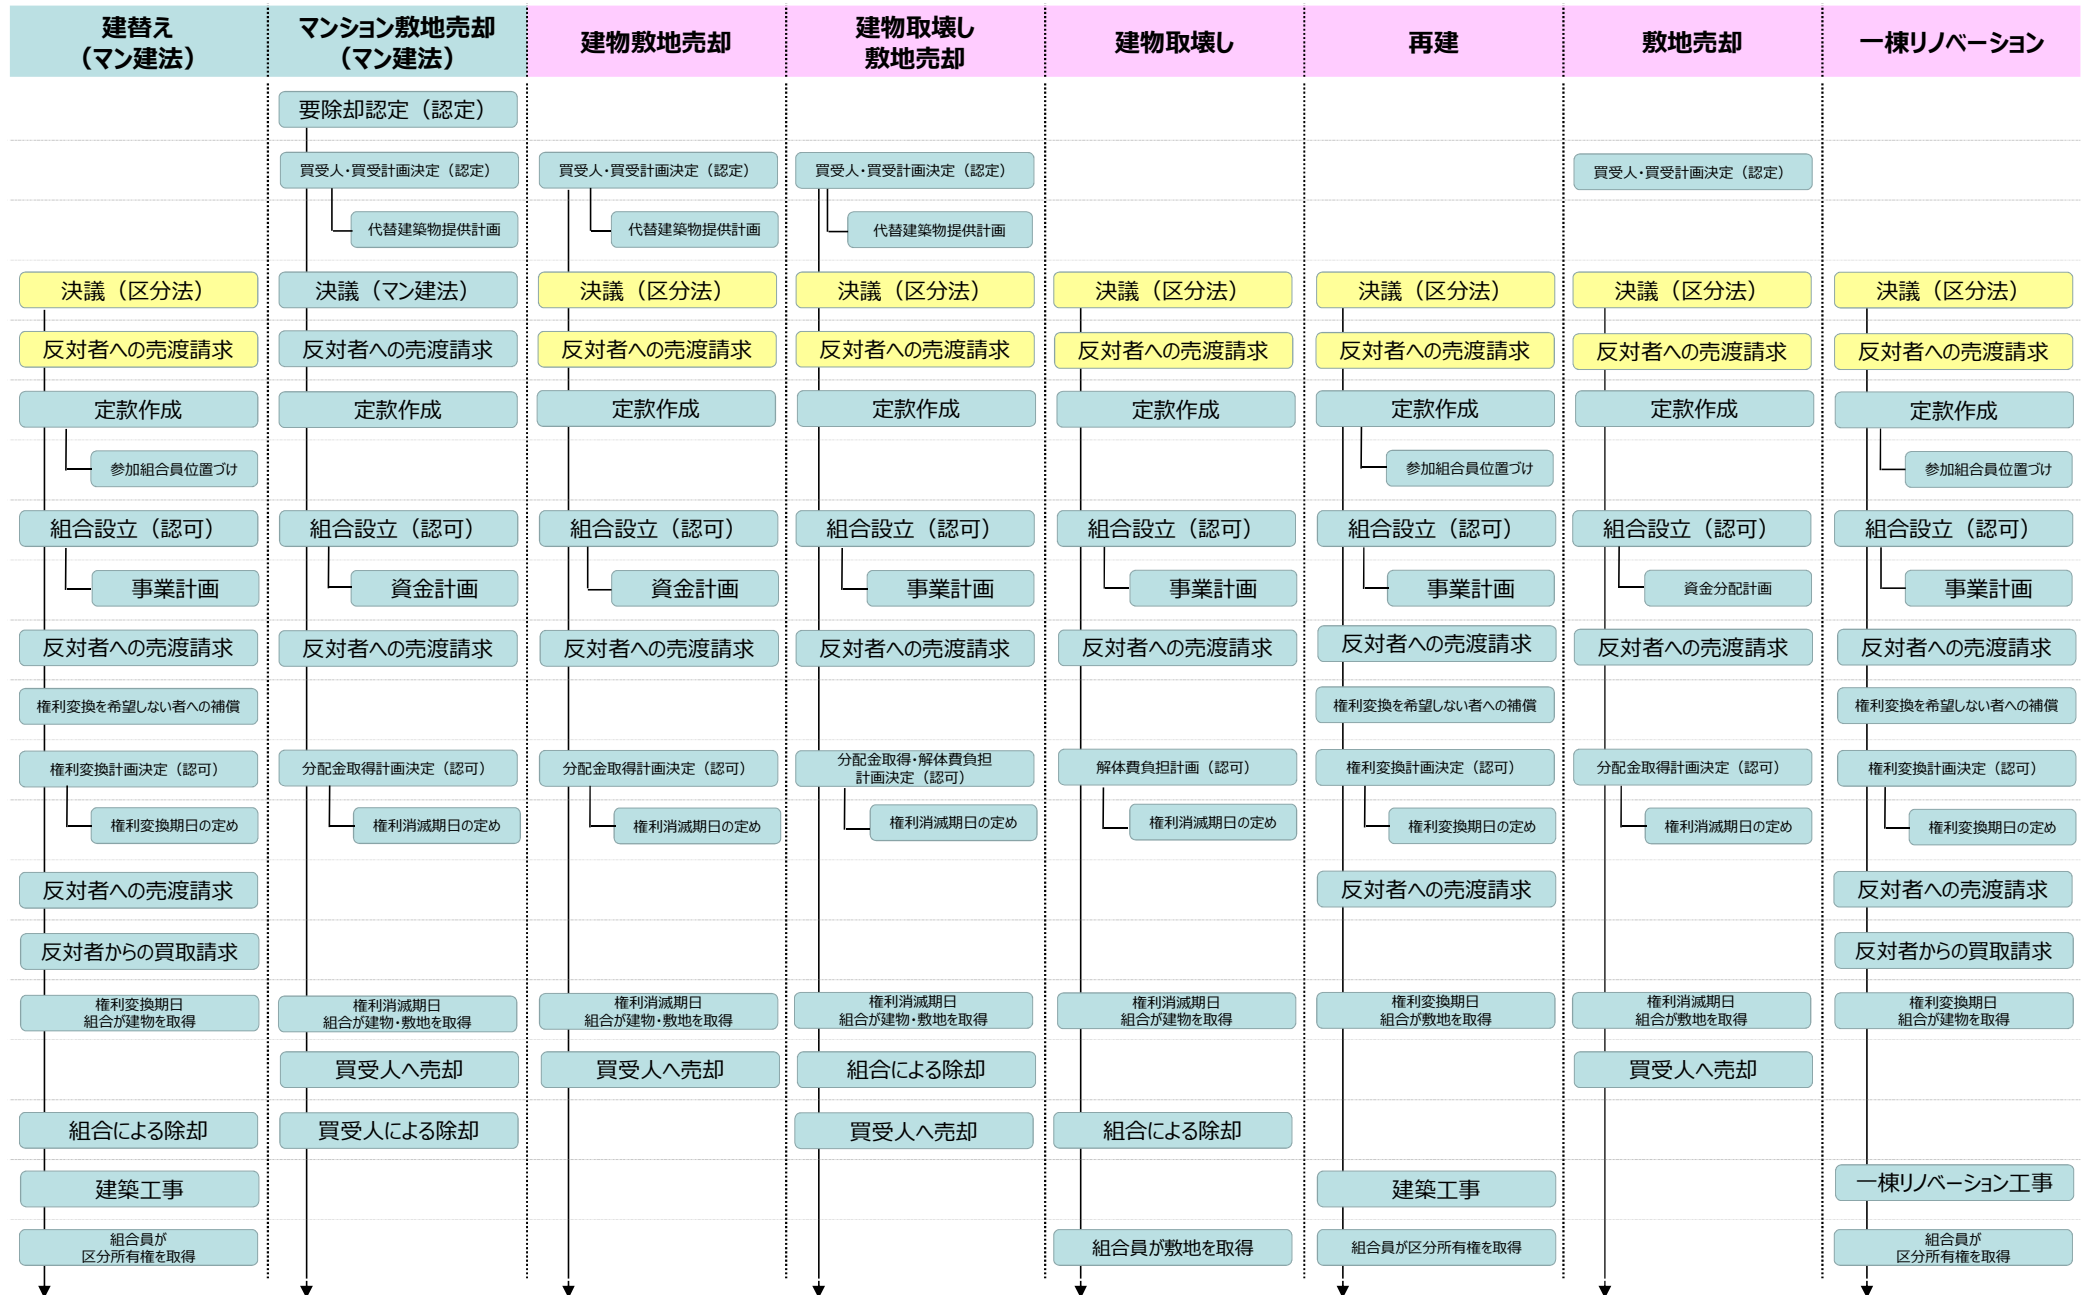 建替え
（マン建法）
マンション敷地売却
（マン建法）
建物敷地売却
建物取壊し
敷地売却
建物取壊し
再建
敷地売却
一棟リノベーション
要除却認定（認定）
買受人・買受計画決定（認定）
買受人・買受計画決定（認定）
買受人・買受計画決定（認定）
買受人・買受計画決定（認定）
代替建築物提供計画
代替建築物提供計画
代替建築物提供計画
決議（区分法）
決議（マン建法）
決議（区分法）
決議（区分法）
決議（区分法）
決議（区分法）
決議（区分法）
決議（区分法）
反対者への売渡請求
反対者への売渡請求
反対者への売渡請求
反対者への売渡請求
反対者への売渡請求
反対者への売渡請求
反対者への売渡請求
反対者への売渡請求
定款作成
定款作成
定款作成
定款作成
定款作成
定款作成
定款作成
定款作成
参加組合員位置づけ
参加組合員位置づけ
参加組合員位置づけ
組合設立（認可）
組合設立（認可）
組合設立（認可）
組合設立（認可）
組合設立（認可）
組合設立（認可）
組合設立（認可）
組合設立（認可）
事業計画
資金計画
資金計画
事業計画
事業計画
事業計画
資金分配計画
事業計画
反対者への売渡請求
反対者への売渡請求
反対者への売渡請求
反対者への売渡請求
反対者への売渡請求
反対者への売渡請求
反対者への売渡請求
反対者への売渡請求
権利変換を希望しない者への補償
権利変換を希望しない者への補償
権利変換を希望しない者への補償
権利変換計画決定（認可）
分配金取得計画決定（認可）
分配金取得計画決定（認可）
分配金取得・解体費負担
計画決定（認可）
解体費負担計画（認可）
権利変換計画決定（認可）
分配金取得計画決定（認可）
権利変換計画決定（認可）
権利変換期日の定め
権利消滅期日の定め
権利消滅期日の定め
権利消滅期日の定め
権利消滅期日の定め
権利変換期日の定め
権利消滅期日の定め
権利変換期日の定め
反対者への売渡請求
反対者への売渡請求
反対者への売渡請求
反対者からの買取請求
反対者からの買取請求
権利変換期日
組合が建物を取得
権利消滅期日
組合が建物・敷地を取得
権利消滅期日
組合が建物・敷地を取得
権利消滅期日
組合が建物・敷地を取得
権利消滅期日
組合が建物を取得
権利変換期日
組合が敷地を取得
権利消滅期日
組合が敷地を取得
権利変換期日
組合が建物を取得
買受人へ売却
買受人へ売却
組合による除却
買受人へ売却
組合による除却
買受人による除却
買受人へ売却
組合による除却
建築工事
建築工事
一棟リノベーション工事
組合員が
区分所有権を取得
組合員が敷地を取得
組合員が区分所有権を取得
組合員が
区分所有権を取得